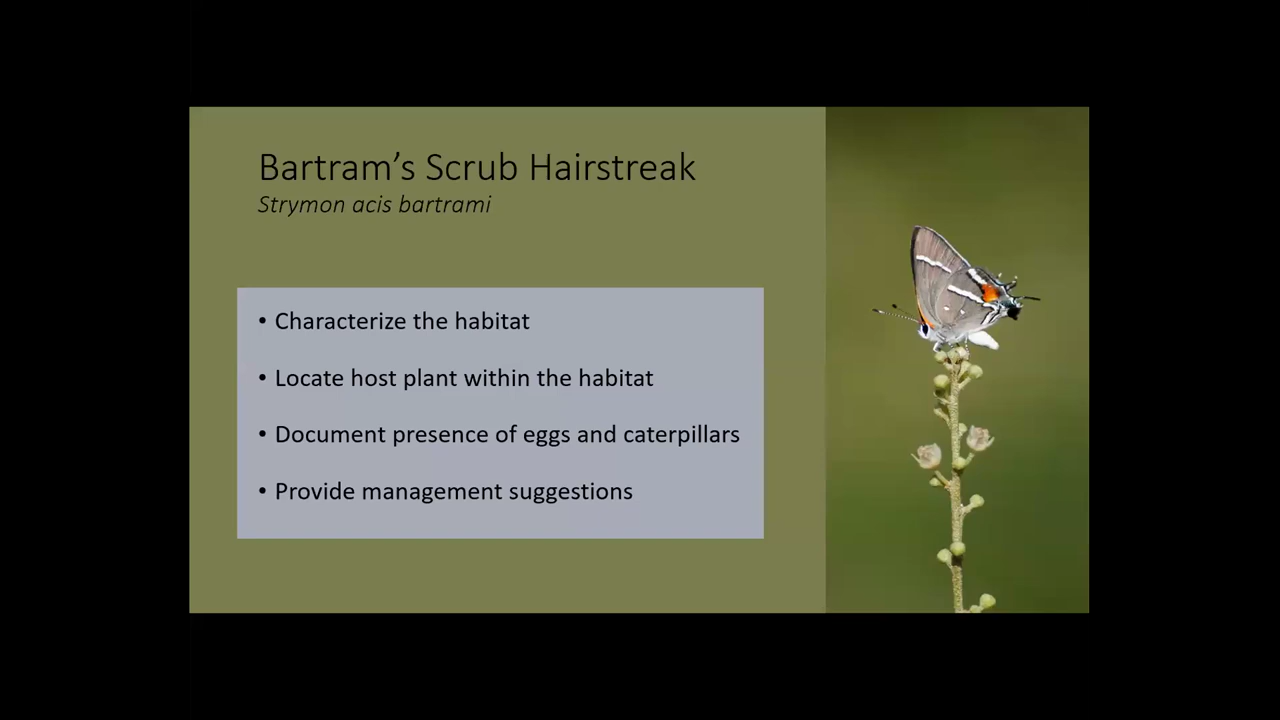 Bartram’s Scrub Hairstreak
Strymon acis bartrami
• Characterize the habitat
• Locate host plant within the habitat
• Document presence of eggs and caterpillars
• Provide management suggestions